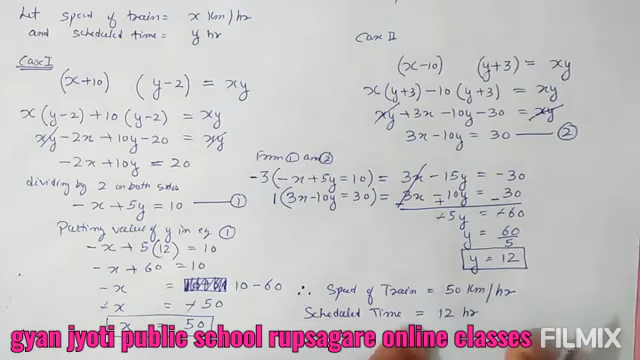 Let speed of train = x km/hr
and scheduled time = y hr
Case I
(x+10) (y-2) = xy
x(y-2)+10(y-2) = xy
xy-2x+10y-20 = xy
-2x+10y = 20
dividing by 2 on both sides
-x+5y = 10 — ①
Putting value of y in eq ①
-x+5(12) = 10
-x+60 = 10
-x = 10-60
+x = +50
x = 50
Case II
(x-10) (y+3) = xy
x(y+3)-10(y+3) = xy
xy+3x-10y-30 = xy
3x-10y = 30 — ②
From ① and ②
-3(-x+5y=10) = 3x-15y = -30
1(3x-10y=30) = 3x-10y = 30
+5y = +60
y = 60/5
y = 12
∴ Speed of Train = 50 km/hr
Scheduled Time = 12 hr
gyan jyoti public school rupsagare online classes
FILMIX